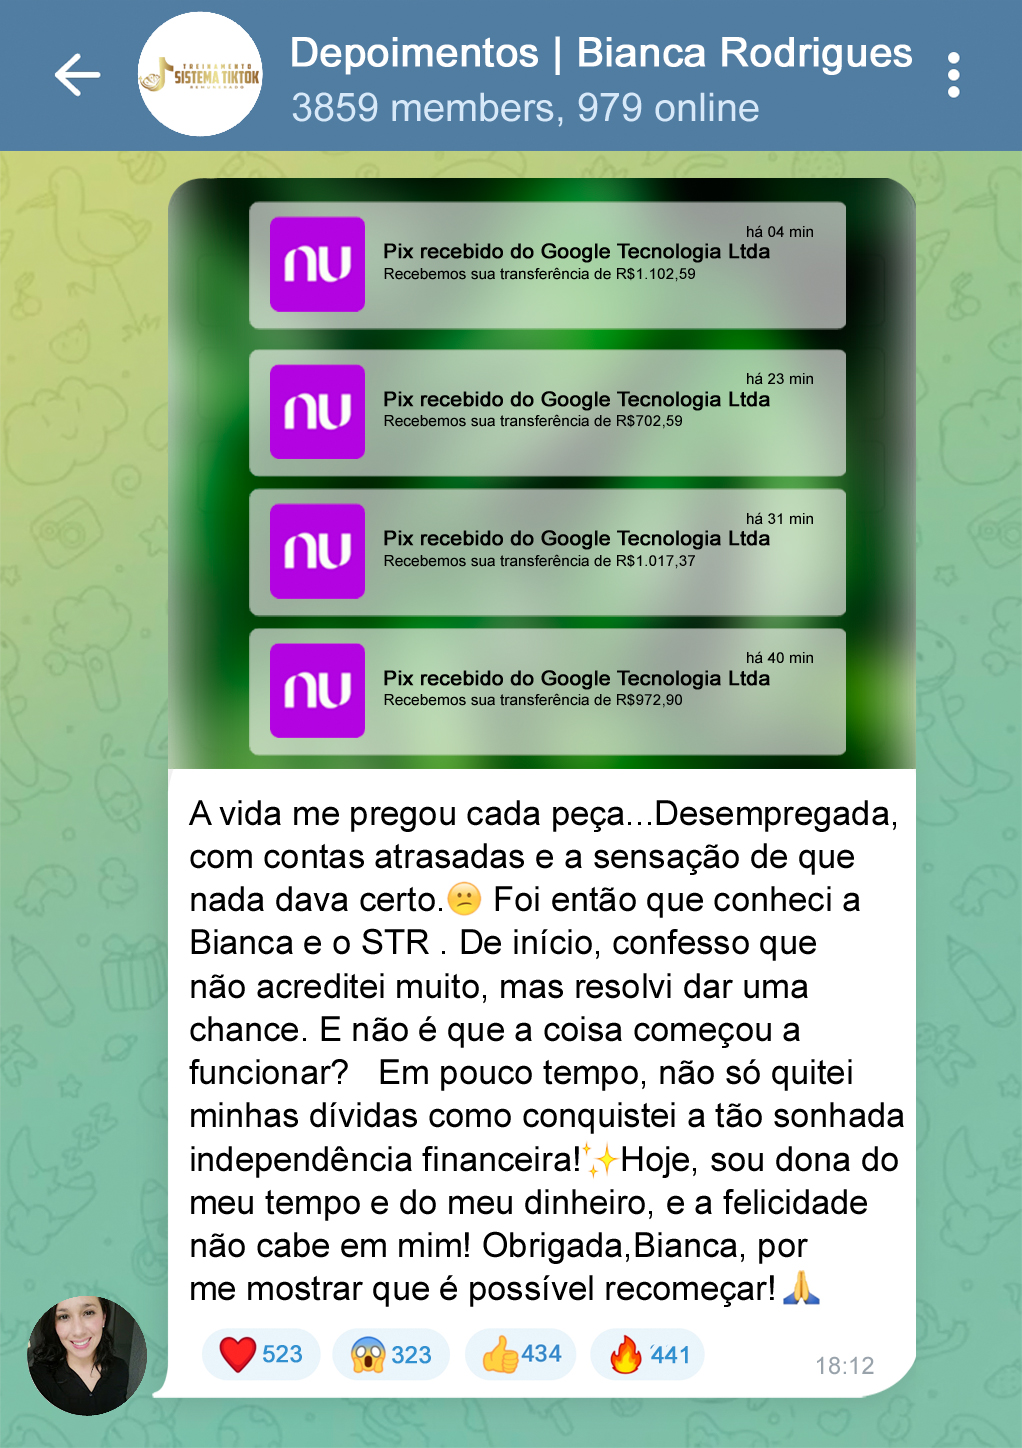 Depoimentos | Bianca Rodrigues
3859 members, 979 online
TREINAMENTO
SISTEMA TIKTOK
REMUNERADO
há 04 min
nu
Pix recebido do Google Tecnologia Ltda
Recebemos sua transferência de R$1.102,59
há 23 min
nu
Pix recebido do Google Tecnologia Ltda
Recebemos sua transferência de R$702,59
há 31 min
nu
Pix recebido do Google Tecnologia Ltda
Recebemos sua transferência de R$1.017,37
há 40 min
nu
Pix recebido do Google Tecnologia Ltda
Recebemos sua transferência de R$972,90
A vida me pregou cada peça...Desempregada,
com contas atrasadas e a sensação de que
nada dava certo.😕 Foi então que conheci a
Bianca e o STR . De início, confesso que
não acreditei muito, mas resolvi dar uma
chance. E não é que a coisa começou a
funcionar?   Em pouco tempo, não só quitei
minhas dívidas como conquistei a tão sonhada
independência financeira!✨Hoje, sou dona do
meu tempo e do meu dinheiro, e a felicidade
não cabe em mim! Obrigada,Bianca, por
me mostrar que é possível recomeçar!🙏
❤️ 523 😱 323 👍 434 🔥 441
18:12